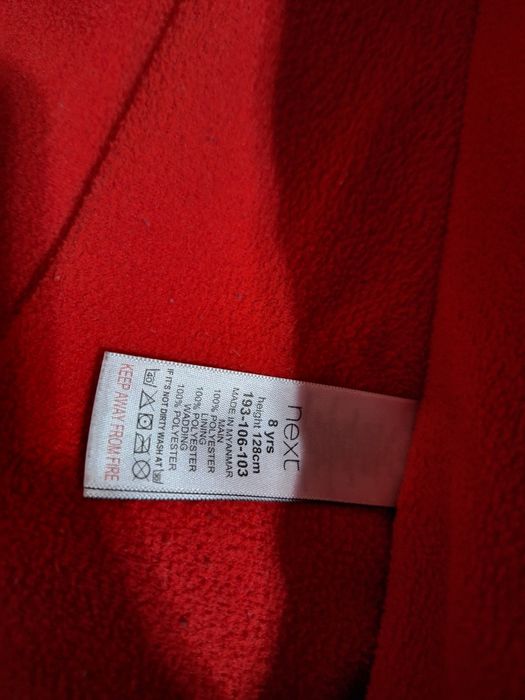 next
8 yrs
height 128cm
193-106-103
MADE IN MYANMAR
MAIN
100% POLYESTER
LINING
100% POLYESTER
WADDING
100% POLYESTER
IF IT'S NOT DIRTY WASH AT 30
40
KEEP AWAY FROM FIRE